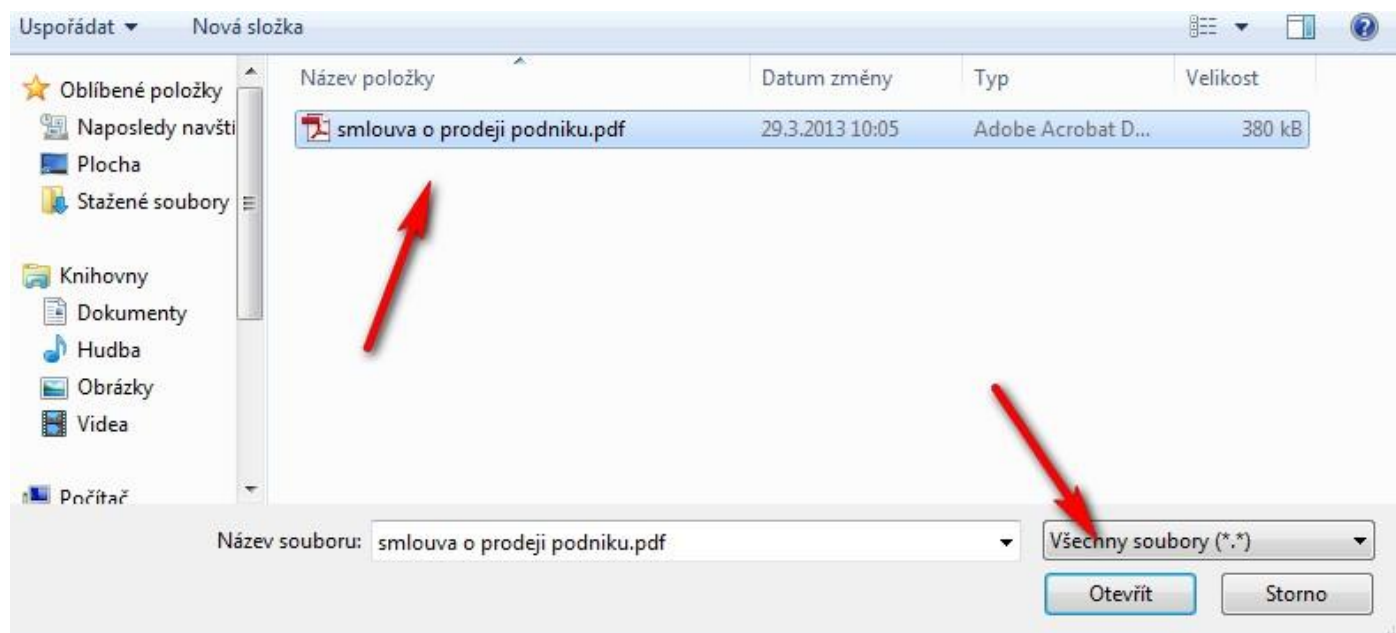 Uspořádat Nová složka
Název položky Datum změny Typ Velikost
Oblíbené položky
Naposledy navšti
Plocha
Stažené soubory
Knihovny
Dokumenty
Hudba
Obrázky
Videa
Počítač
smlouva o prodeji podniku.pdf 29.3.2013 10:05 Adobe Acrobat D... 380 kB
Název souboru: smlouva o prodeji podniku.pdf Všechny soubory (*.*)
Otevřít Storno